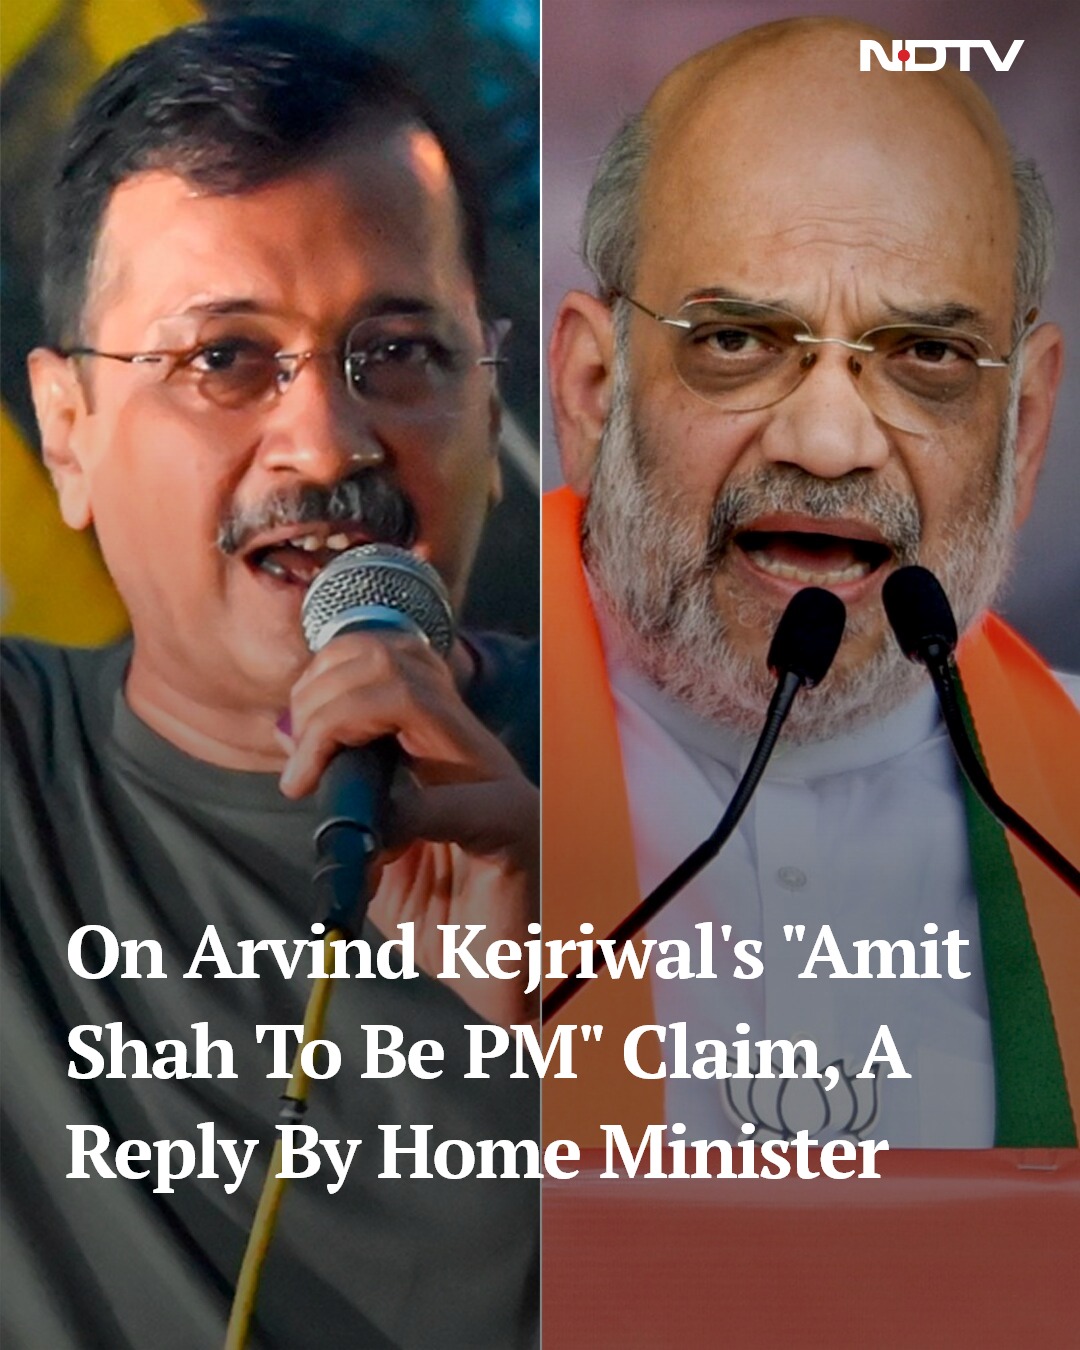 NDTV
On Arvind Kejriwal's "Amit
Shah To Be PM" Claim, A
Reply By Home Minister